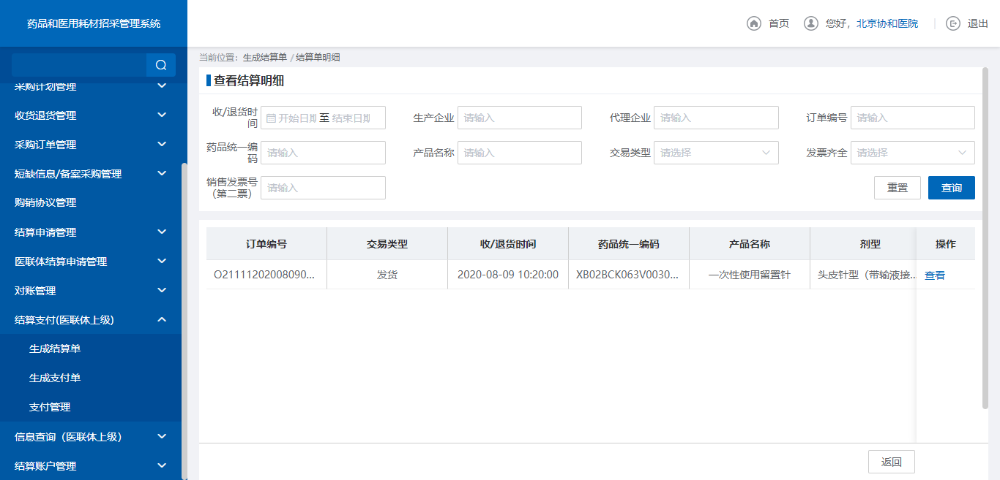 药品和医用耗材招采管理系统
首页
您好，北京协和医院
退出
当前位置：生成结算单 / 结算单明细
采购计划管理
收货退货管理
采购订单管理
短缺信息/备案采购管理
购销协议管理
结算申请管理
医联体结算申请管理
对账管理
结算支付(医联体上级)
生成结算单
生成支付单
支付管理
信息查询（医联体上级）
结算账户管理
查看结算明细
收/退货时间 开始日期 至 结束日期
生产企业 请输入
代理企业 请输入
订单编号 请输入
药品统一编码 请输入
产品名称 请输入
交易类型 请选择
发票齐全 请选择
销售发票号（第二票） 请输入
重置 查询
订单编号 交易类型 收/退货时间 药品统一编码 产品名称 剂型 操作
O21111202008090... 发货 2020-08-09 10:20:00 XB02BCK063V0030... 一次性使用留置针 头皮针型（带输液接... 查看
返回